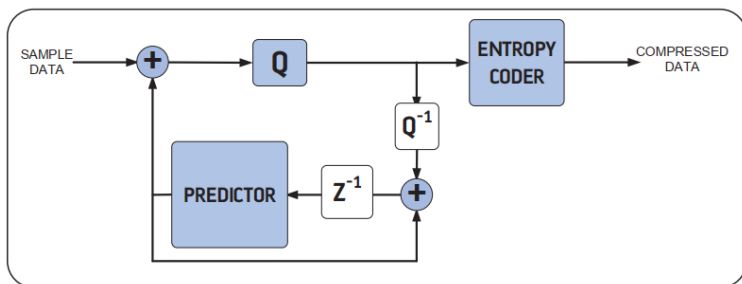 SAMPLE
DATA
+
Q
ENTROPY
CODER
COMPRESSED
DATA
Q⁻¹
PREDICTOR
Z⁻¹
+